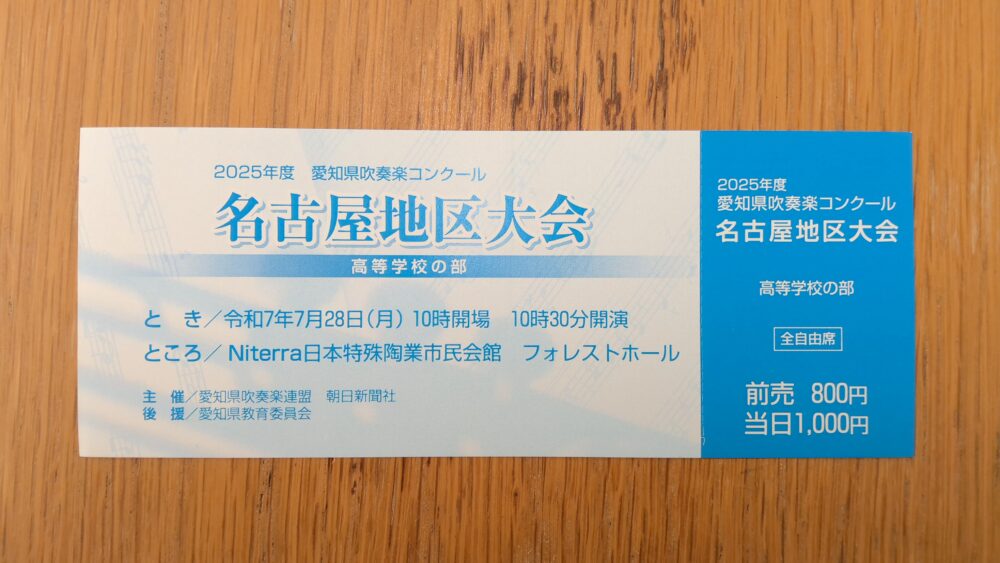 2025年度　愛知県吹奏楽コンクール
名古屋地区大会
高等学校の部
と　き／令和7年7月28日(月) 10時開場　10時30分開演
ところ／ Niterra日本特殊陶業市民会館　フォレストホール
主　催／愛知県吹奏楽連盟　朝日新聞社
後　援／愛知県教育委員会
2025年度
愛知県吹奏楽コンクール
名古屋地区大会
高等学校の部
全自由席
前売　800円
当日1,000円